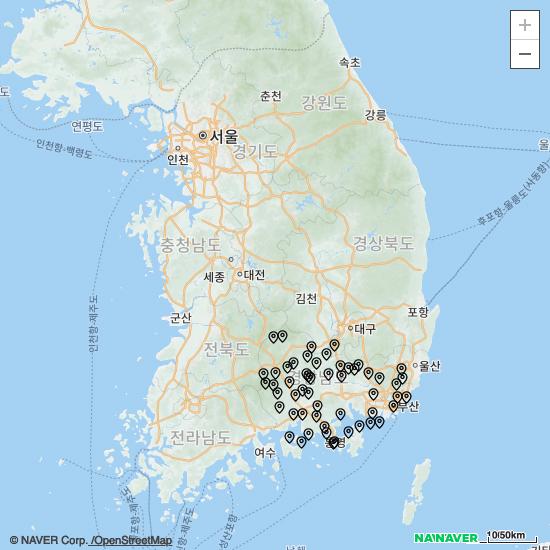 속초
춘천
강원도
강릉
도
연평도
서울
울
인천항-백령도
인천
경기도
후포항-울릉도(사동항)
충청남도
경상북도
세종
대전
김천
인천항-제주도
군산
포항
대구
전북도
울산
부산
전라남도
여수
통영
© NAVER Corp. /OpenStreetMap
NAVER
10/50km